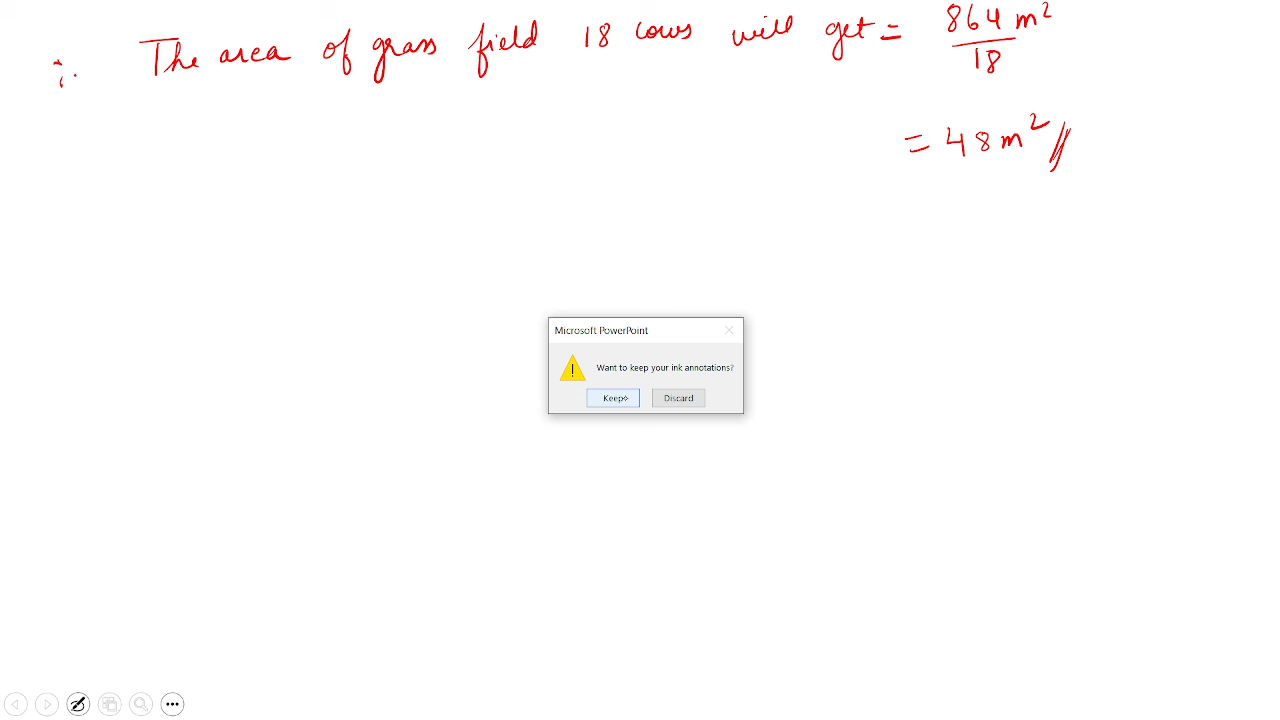 ∴ The area of grass field 18 cows will get = 864 m²
18
= 48 m² //
Microsoft PowerPoint
Want to keep your ink annotations?
Keep Discard